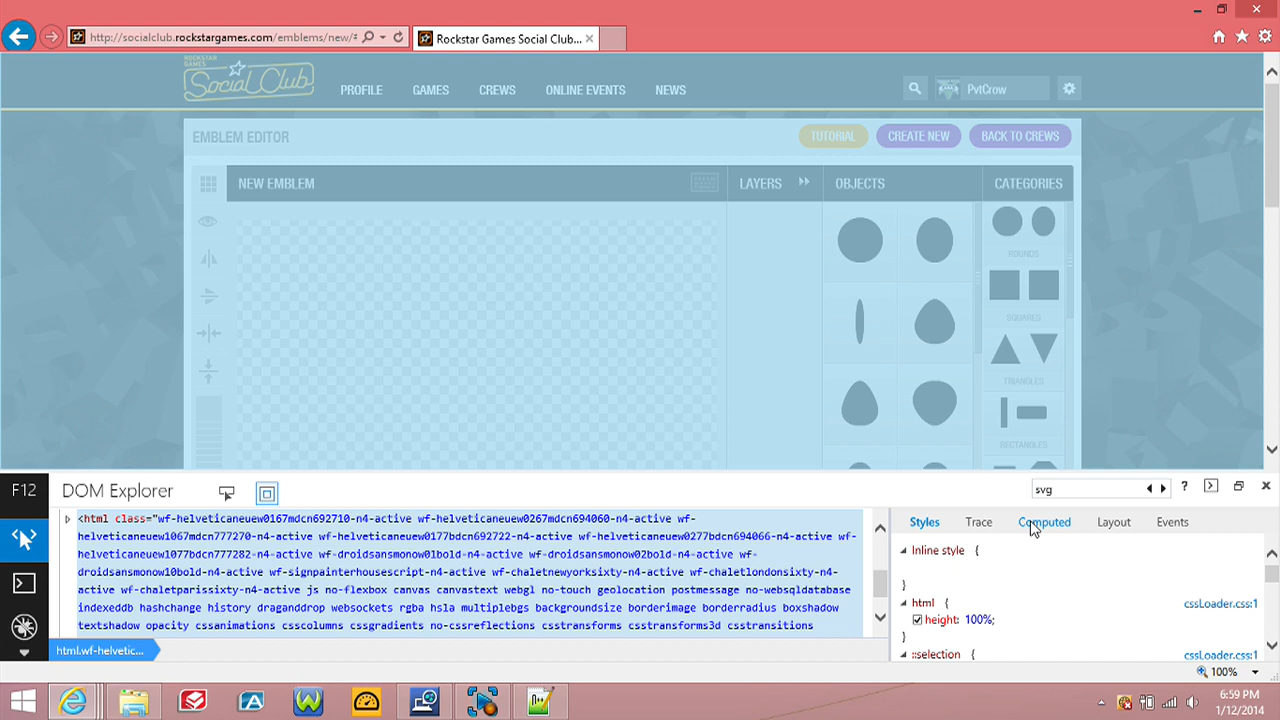 http://socialclub.rockstargames.com/emblems/new/#
Rockstar Games Social Club...
ROCKSTAR GAMES
Social Club
PROFILE GAMES CREWS ONLINE EVENTS NEWS
PvtCrow
EMBLEM EDITOR
TUTORIAL CREATE NEW BACK TO CREWS
NEW EMBLEM LAYERS OBJECTS CATEGORIES
ROUNDS
SQUARES
TRIANGLES
RECTANGLES
F12 DOM Explorer svg ?
<html class="wf-helveticaneuew0167mdcn692710-n4-active wf-helveticaneuew0267mdcn694060-n4-active wf-
helveticaneuew1067mdcn777270-n4-active wf-helveticaneuew0177bdcn692722-n4-active wf-helveticaneuew0277bdcn694066-n4-active wf-
helveticaneuew1077bdcn777282-n4-active wf-droidsansmonow01bold-n4-active wf-droidsansmonow02bold-n4-active wf-
droidsansmonow10bold-n4-active wf-signpainterhousescript-n4-active wf-chaletnewyorksixty-n4-active wf-chaletlondonsixty-n4-
active wf-chaletparissixty-n4-active js no-flexbox canvas canvastext webgl no-touch geolocation postmessage no-websqldatabase
indexeddb hashchange history draganddrop websockets rgba hsla multiplebgs backgroundsize borderimage borderradius boxshadow
textshadow opacity cssanimations csscolumns cssgradients no-cssreflections csstransforms csstransforms3d csstransitions
html.wf-helvetic...
Styles Trace Computed Layout Events
Inline style {
}
html { cssLoader.css:1
height: 100%;
}
::selection { cssLoader.css:1
100%
6:59 PM
1/12/2014